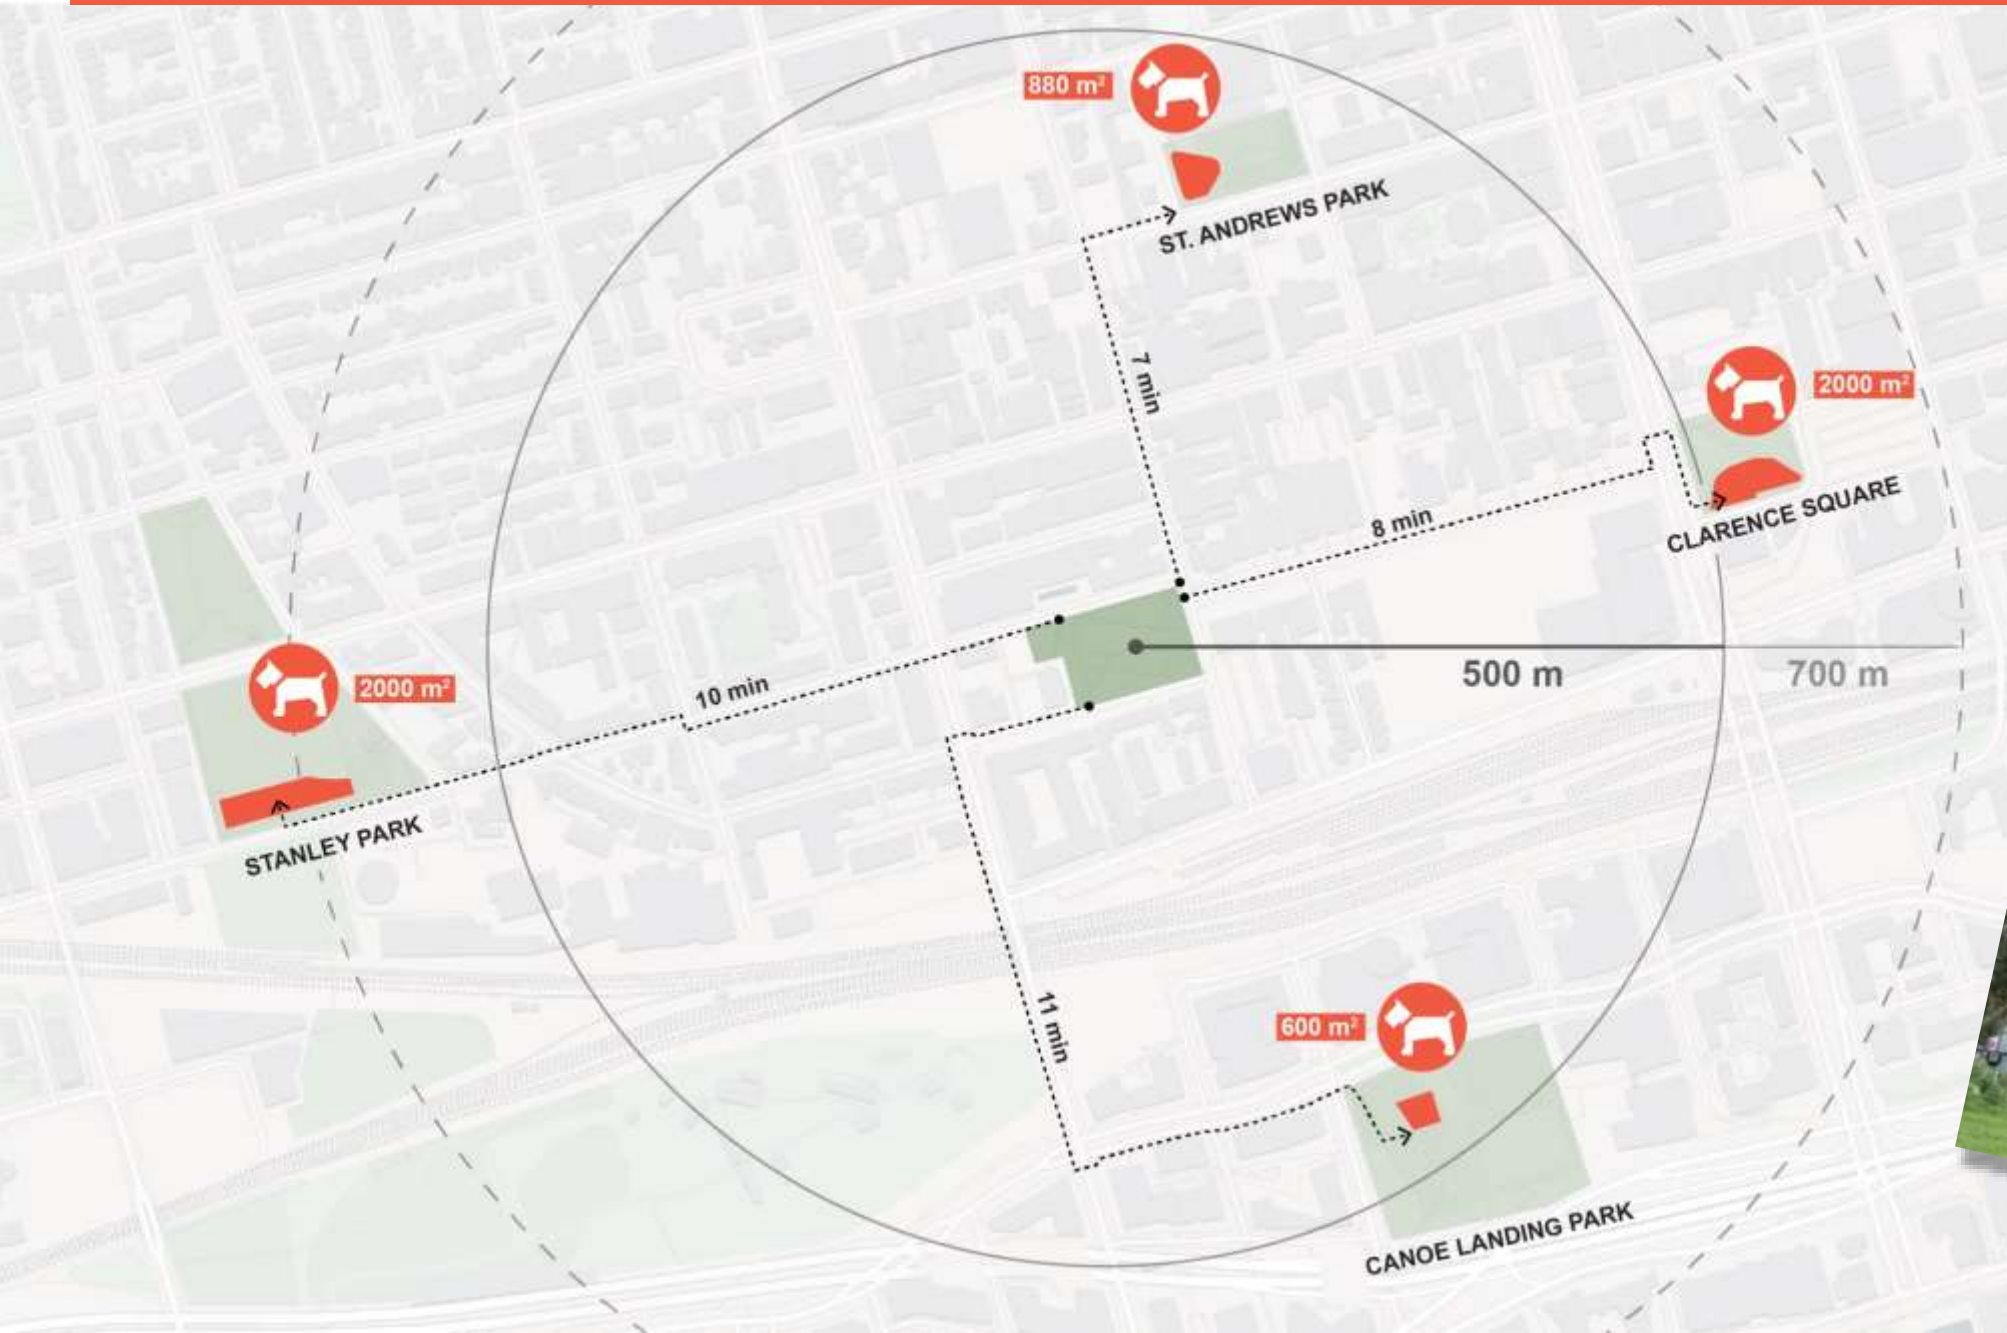 880 m²
ST. ANDREWS PARK
7 min
2000 m²
CLARENCE SQUARE
8 min
500 m
700 m
10 min
2000 m²
STANLEY PARK
11 min
600 m²
CANOE LANDING PARK